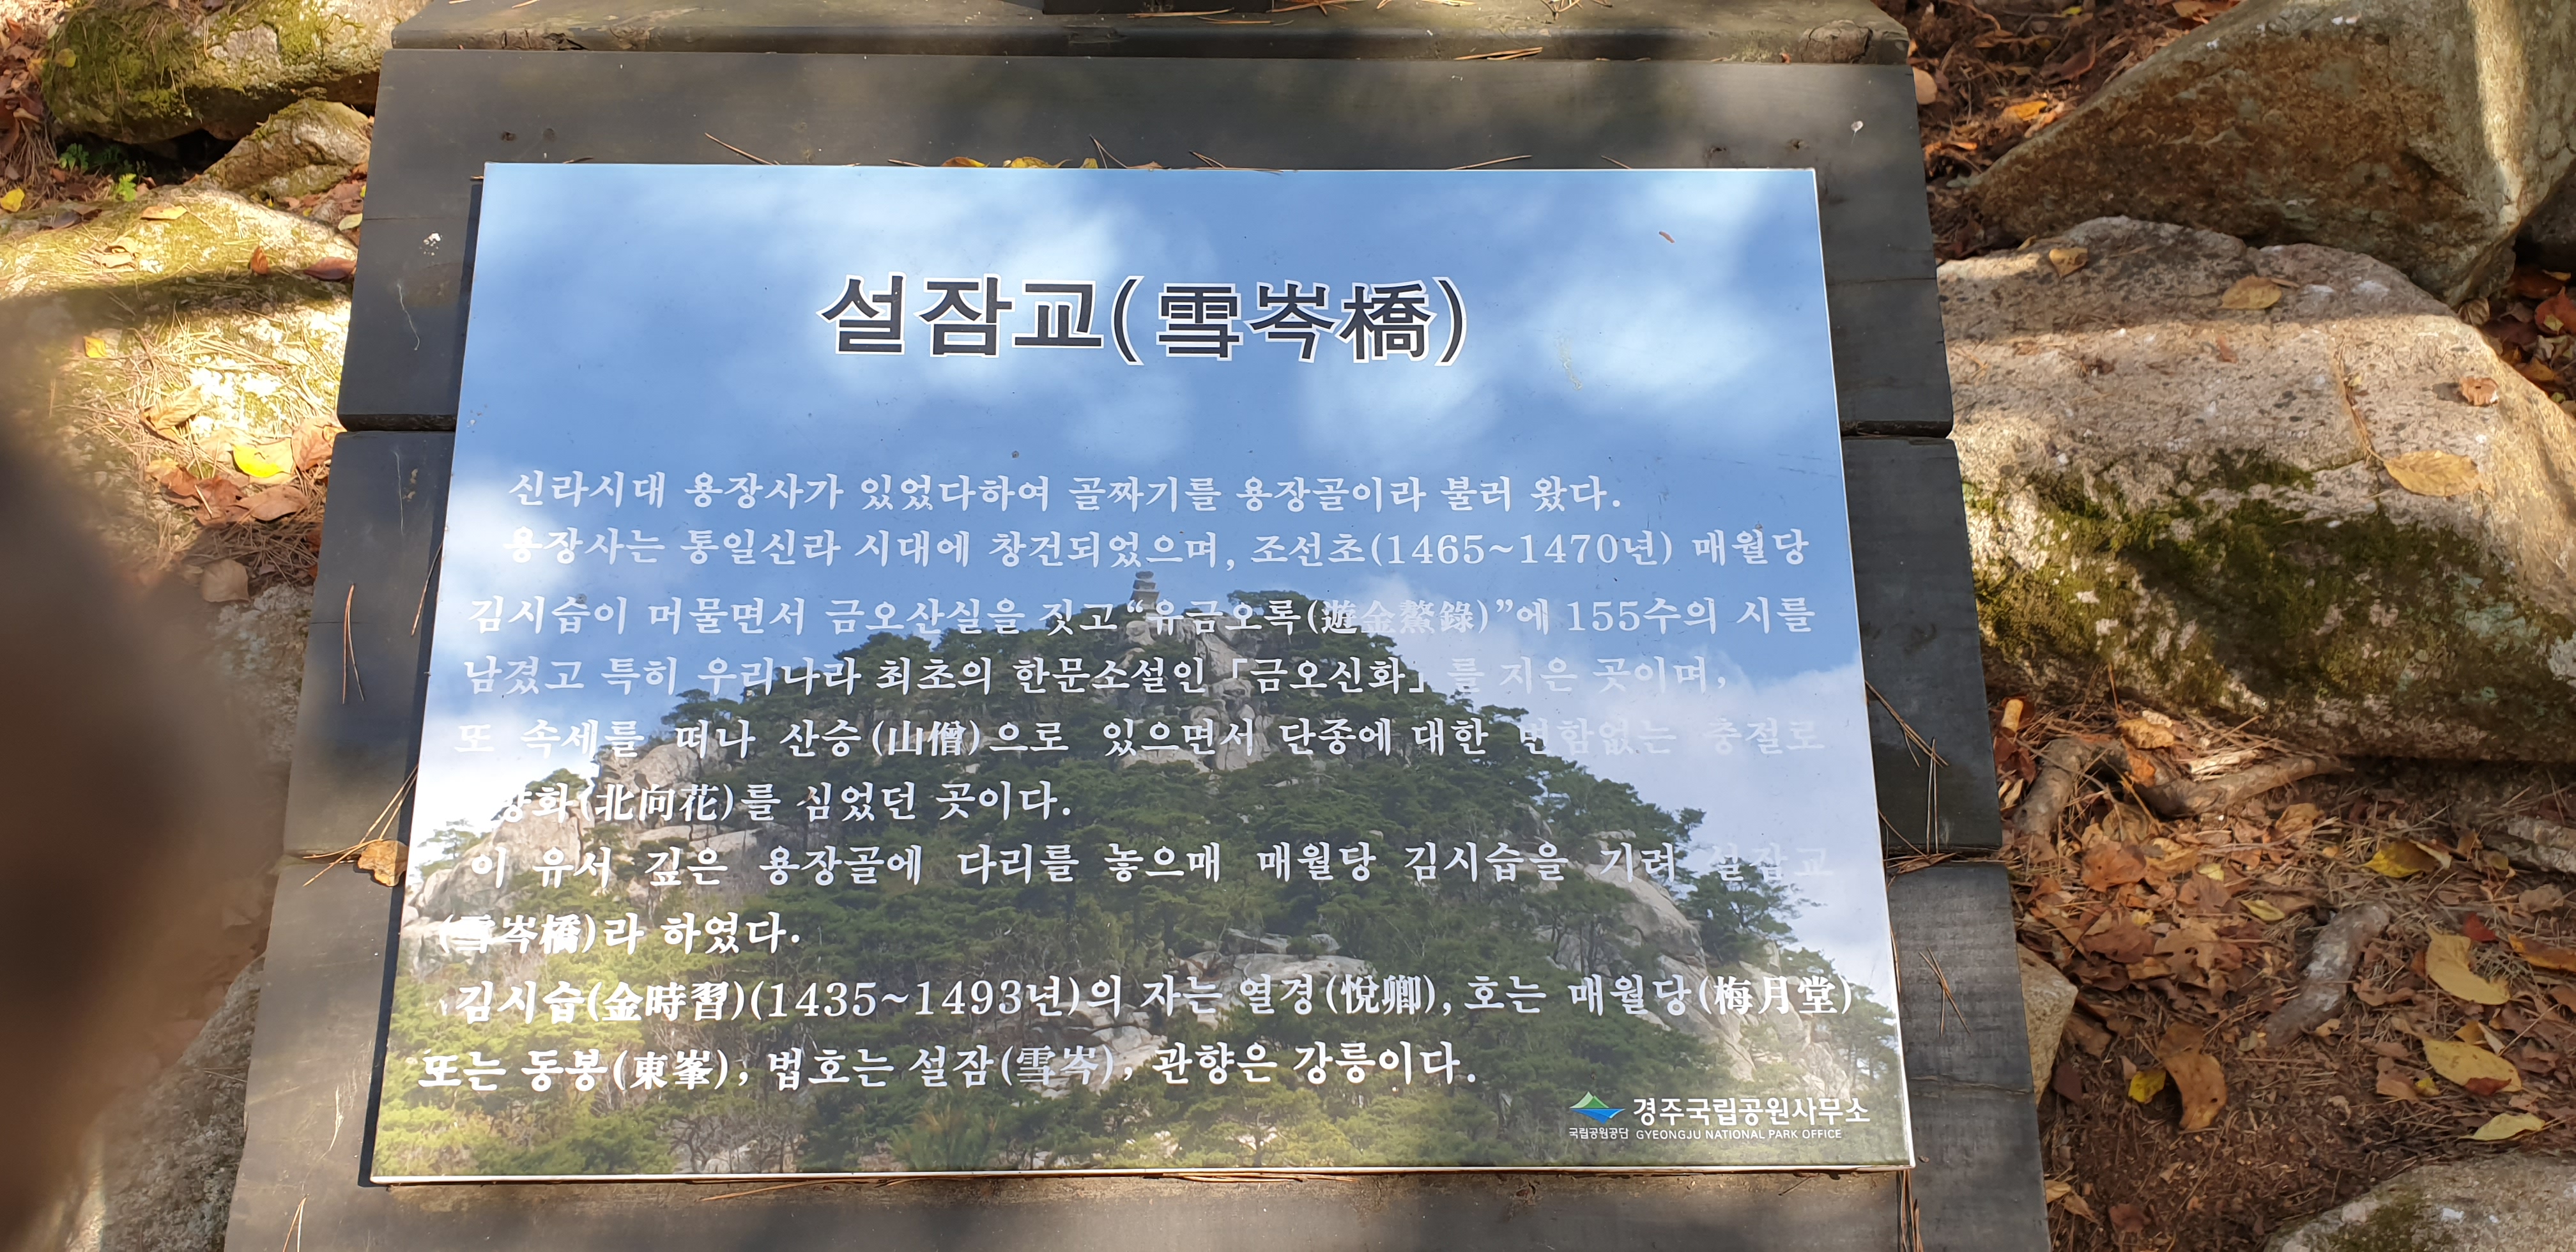 설잠교(雪岑橋)
신라시대 용장사가 있었다하여 골짜기를 용장골이라 불러 왔다.
용장사는 통일신라 시대에 창건되었으며, 조선초(1465~1470년) 매월당
김시습이 머물면서 금오산실을 짓고 “유금오록(遊金鰲錄)”에 155수의 시를
남겼고 특히 우리나라 최초의 한문소설인 「금오신화」를 지은 곳이며,
또 속세를 떠나 산승(山僧)으로 있으면서 단종에 대한 변함없는 충절로
향화(北向花)를 심었던 곳이다.
이 유서 깊은 용장골에 다리를 놓으매 매월당 김시습을 기려 설잠교
(雪岑橋)라 하였다.
김시습(金時習)(1435~1493년)의 자는 열경(悅卿), 호는 매월당(梅月堂)
또는 동봉(東峯), 법호는 설잠(雪岑), 관향은 강릉이다.
경주국립공원사무소
국립공원공단 GYEONGJU NATIONAL PARK OFFICE